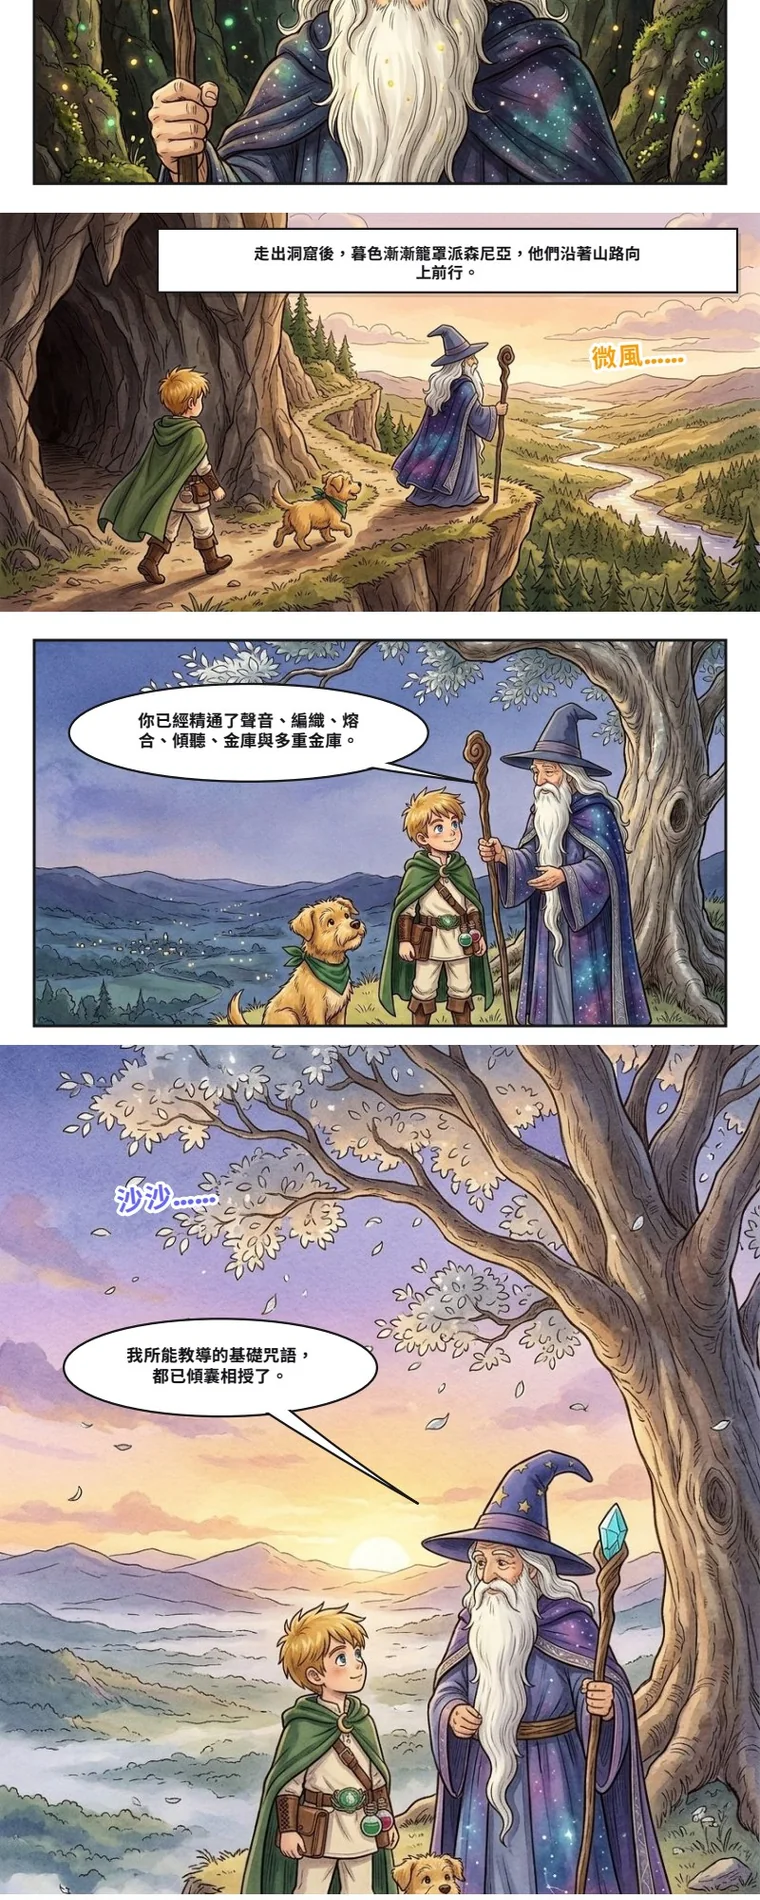 走出洞窟後，暮色漸漸籠罩派森尼亞，他們沿著山路向
上前行。
微風……
你已經精通了聲音、編織、熔
合、傾聽、金庫與多重金庫。
沙沙……
我所能教導的基礎咒語，
都已傾囊相授了。